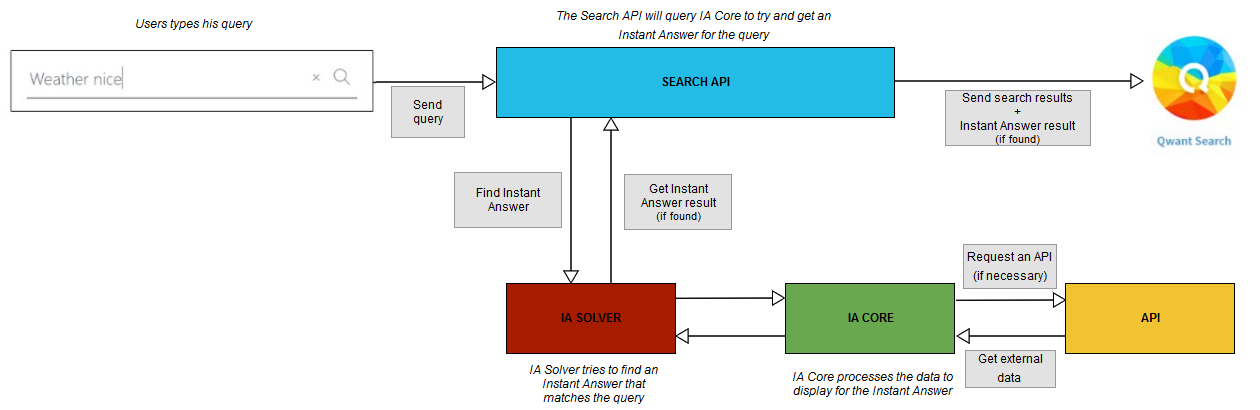 Users types his query
The Search API will query IA Core to try and get an
Instant Answer for the query
Weather nice
×
SEARCH API
Send
query
Send search results
+
Instant Answer result
(if found)
Qwant Search
Find Instant
Answer
Get Instant
Answer result
(if found)
Request an API
(if necessary)
IA SOLVER
IA CORE
API
Get external
data
IA Solver tries to find an
Instant Answer that
matches the query
IA Core processes the data to
display for the Instant Answer